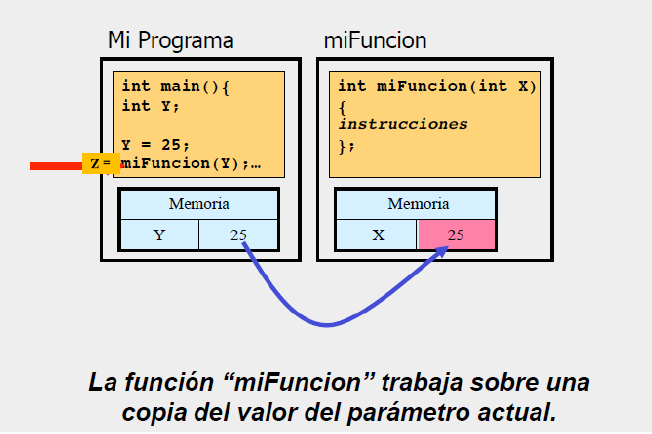 Mi Programa
int main(){
int Y;
Y = 25;
Z = miFuncion(Y);…
Memoria
Y 25
miFuncion
int miFuncion(int X)
{
instrucciones
};
Memoria
X 25
La función “miFuncion” trabaja sobre una
copia del valor del parámetro actual.